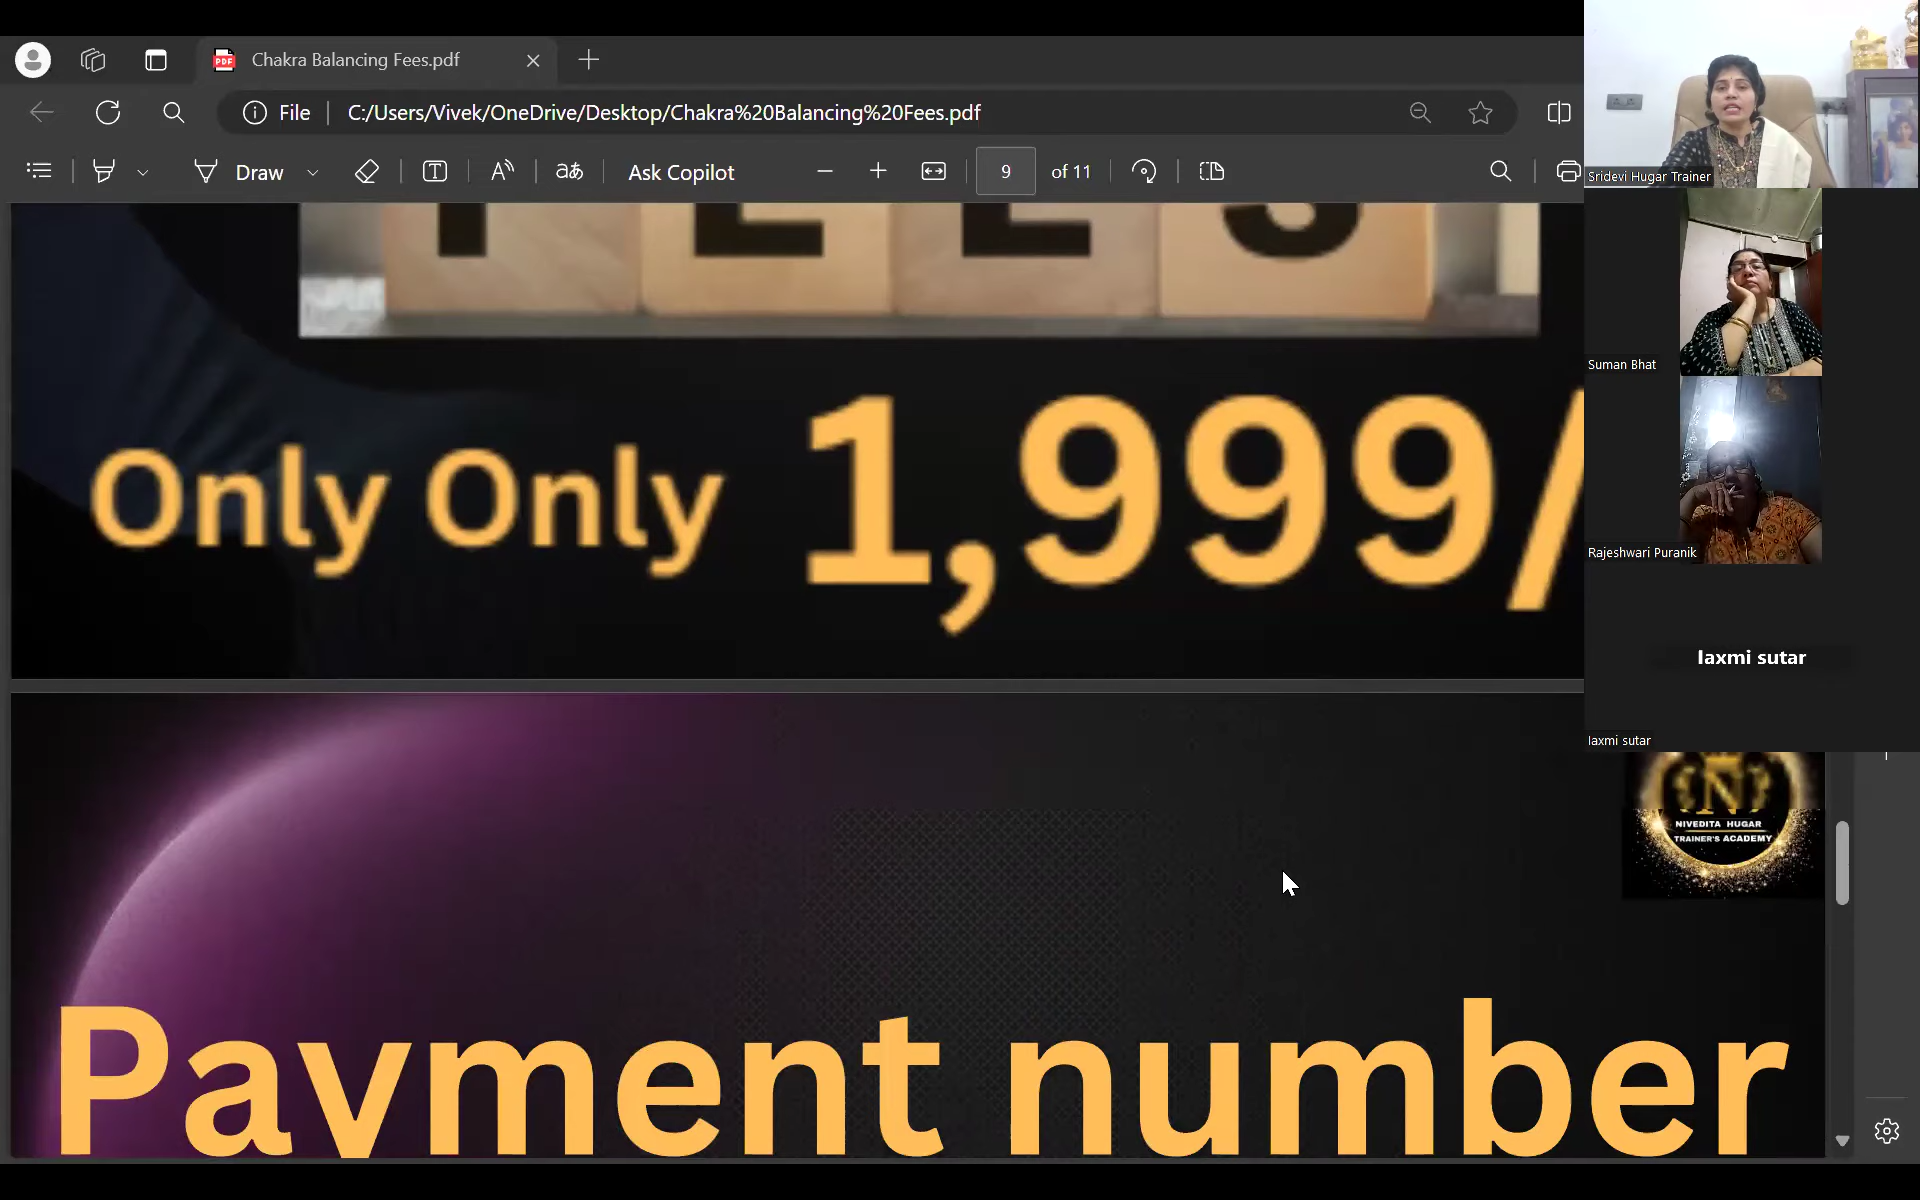 Chakra Balancing Fees.pdf
File
C:/Users/Vivek/OneDrive/Desktop/Chakra%20Balancing%20Fees.pdf
Draw
Ask Copilot
9
of 11
FEES
Only Only 1,999/
NIVEDITA HUGAR
TRAINER'S ACADEMY
Payment number
Sridevi Hugar Trainer
Suman Bhat
Rajeshwari Puranik
laxmi sutar
laxmi sutar